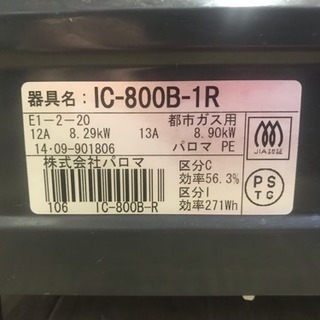 器具名：IC-800B-1R
E1-2-20 都市ガス用
12A 8.29kW 13A 8.90kW
14・09-901806 パロマ PE
株式会社パロマ 区分C
効率56.3%
区分I
106 IC-800B-R 効率271Wh
JIA認証
PS
TG